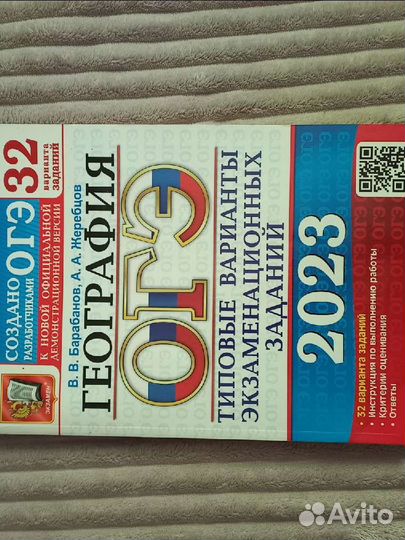 СОЗДАНО
РАЗРАБОТЧИКАМИ
ОГЭ
К НОВОЙ ОФИЦИАЛЬНОЙ
ДЕМОНСТРАЦИОННОЙ ВЕРСИИ
32
варианта
заданий
ЭКЗАМЕН
В. В. Барабанов, А. А. Жеребцов
ГЕОГРАФИЯ
ОГЭ
ТИПОВЫЕ ВАРИАНТЫ
ЭКЗАМЕНАЦИОННЫХ
ЗАДАНИЙ
2023
• 32 варианта заданий
• Инструкция по выполнению работы
• Критерии оценивания
• Ответы
Avito